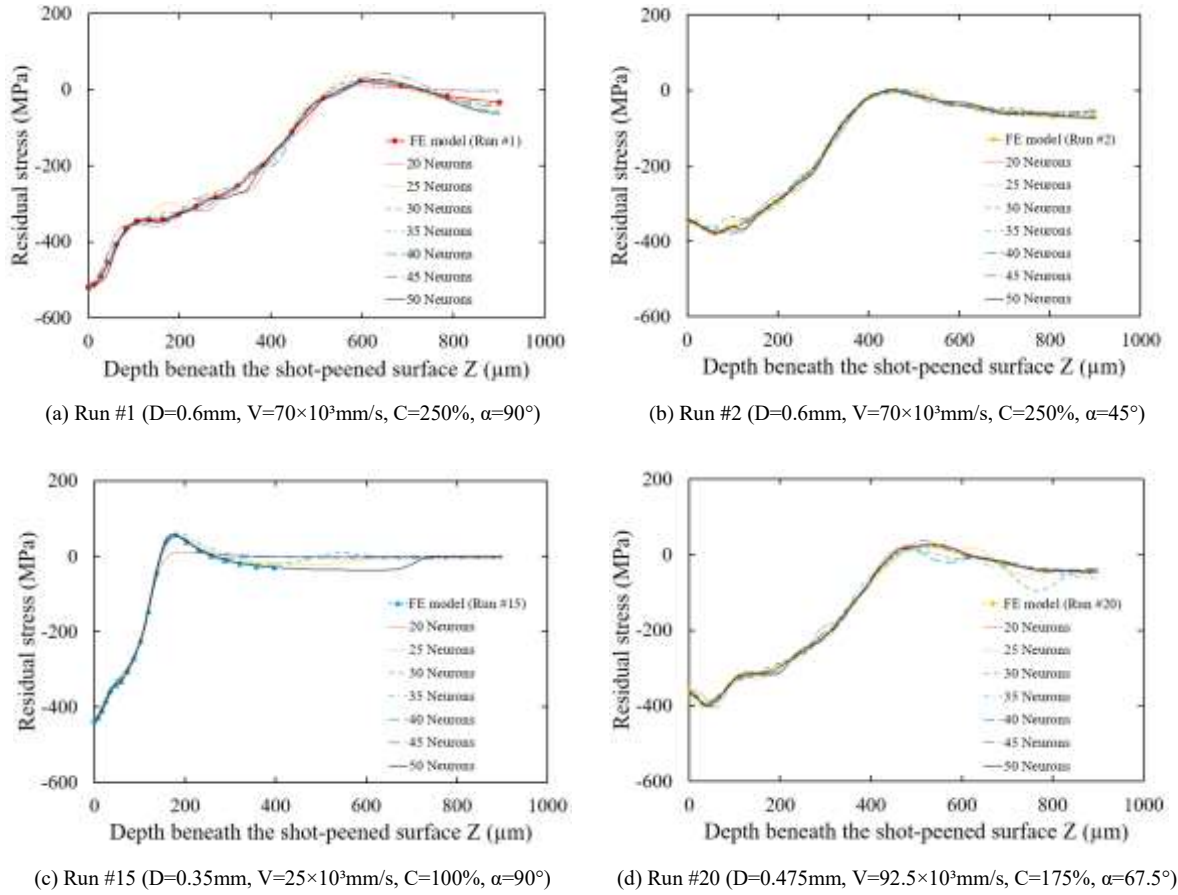 200
0
-200
-400
-600
Residual stress (MPa)
FE model (Run #1)
20 Neurons
25 Neurons
30 Neurons
35 Neurons
40 Neurons
45 Neurons
50 Neurons
0 200 400 600 800 1000
Depth beneath the shot-peened surface Z (µm)
(a) Run #1 (D=0.6mm, V=70×10³mm/s, C=250%, α=90°)
200
0
-200
-400
-600
Residual stress (MPa)
FE model (Run #2)
20 Neurons
25 Neurons
30 Neurons
35 Neurons
40 Neurons
45 Neurons
50 Neurons
0 200 400 600 800 1000
Depth beneath the shot-peened surface Z (µm)
(b) Run #2 (D=0.6mm, V=70×10³mm/s, C=250%, α=45°)
200
0
-200
-400
-600
Residual stress (MPa)
FE model (Run #15)
20 Neurons
25 Neurons
30 Neurons
35 Neurons
40 Neurons
45 Neurons
50 Neurons
0 200 400 600 800 1000
Depth beneath the shot-peened surface Z (µm)
(c) Run #15 (D=0.35mm, V=25×10³mm/s, C=100%, α=90°)
200
0
-200
-400
-600
Residual stress (MPa)
FE model (Run #20)
20 Neurons
25 Neurons
30 Neurons
35 Neurons
40 Neurons
45 Neurons
50 Neurons
0 200 400 600 800 1000
Depth beneath the shot-peened surface Z (µm)
(d) Run #20 (D=0.475mm, V=92.5×10³mm/s, C=175%, α=67.5°)